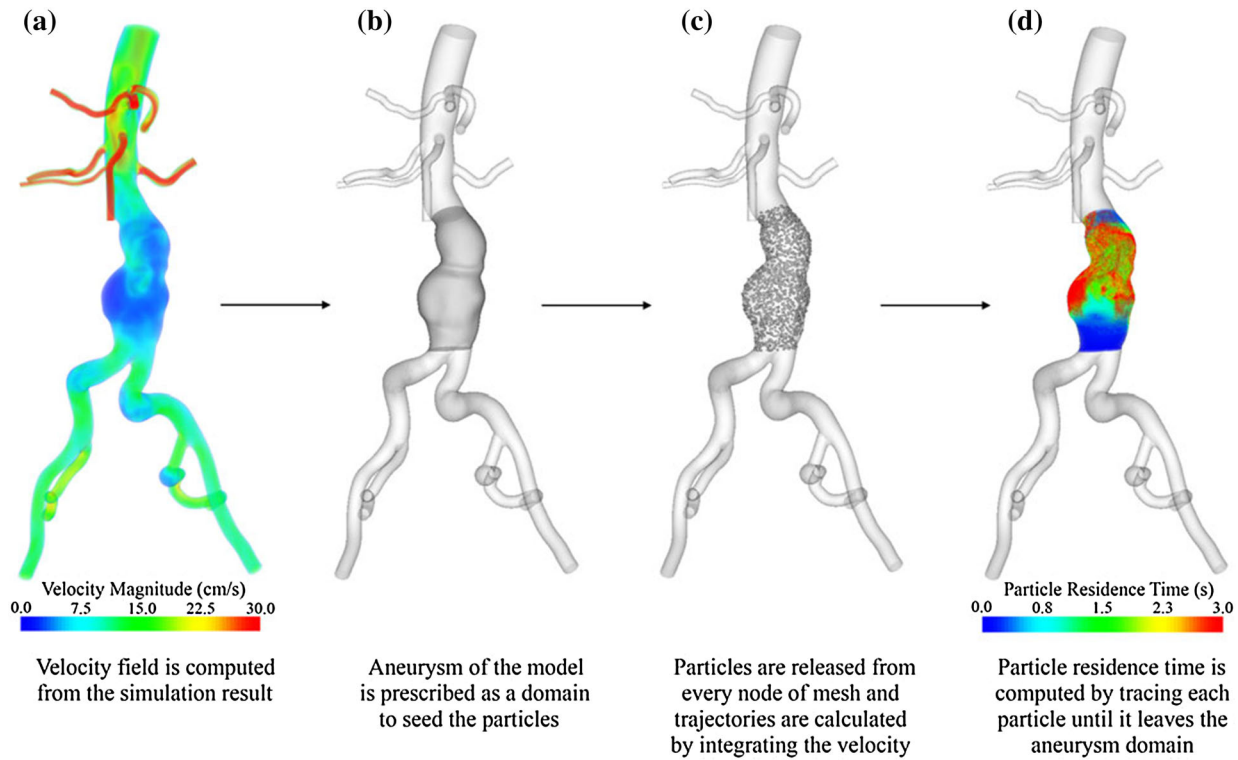 (a)
(b)
(c)
(d)
Velocity Magnitude (cm/s)
0.0 7.5 15.0 22.5 30.0
Particle Residence Time (s)
0.0 0.8 1.5 2.3 3.0
Velocity field is computed
from the simulation result
Aneurysm of the model
is prescribed as a domain
to seed the particles
Particles are released from
every node of mesh and
trajectories are calculated
by integrating the velocity
Particle residence time is
computed by tracing each
particle until it leaves the
aneurysm domain